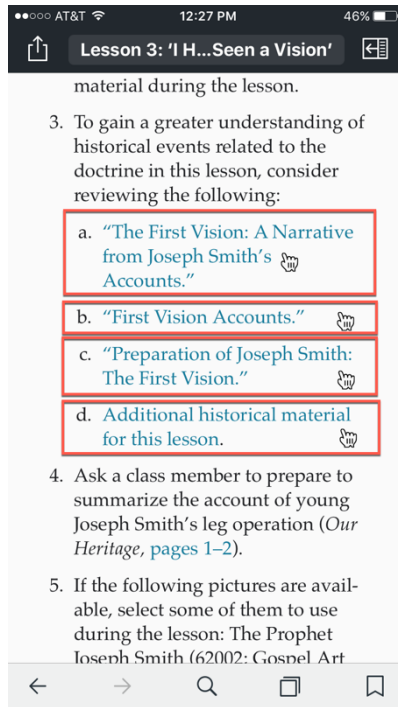 AT&T 12:27 PM 46%
Lesson 3: ‘I H...Seen a Vision’
material during the lesson.
3. To gain a greater understanding of
historical events related to the
doctrine in this lesson, consider
reviewing the following:
a. “The First Vision: A Narrative
from Joseph Smith’s
Accounts.”
b. “First Vision Accounts.”
c. “Preparation of Joseph Smith:
The First Vision.”
d. Additional historical material
for this lesson.
4. Ask a class member to prepare to
summarize the account of young
Joseph Smith’s leg operation (Our
Heritage, pages 1–2).
5. If the following pictures are avail-
able, select some of them to use
during the lesson: The Prophet
Joseph Smith (62002; Gospel Art